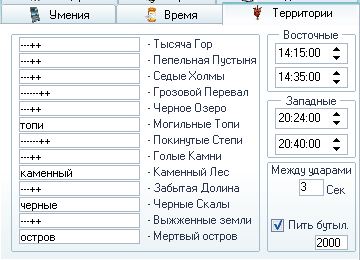 Умения Время Территории
---++ - Тысяча Гор
---++ - Пепельная Пустыня
---++ - Седые Холмы
------++ - Грозовой Перевал
---++ - Черное Озеро
топи - Могильные Топи
------++ - Покинутые Степи
---++ - Голые Камни
каменный - Каменный Лес
---++ - Забытая Долина
черные - Черные Скалы
---++ - Выжженные земли
остров - Мертвый остров
Восточные
14:15:00
14:35:00
Западные
20:24:00
20:40:00
Между ударами
3 Сек
Пить бутыл.
2000